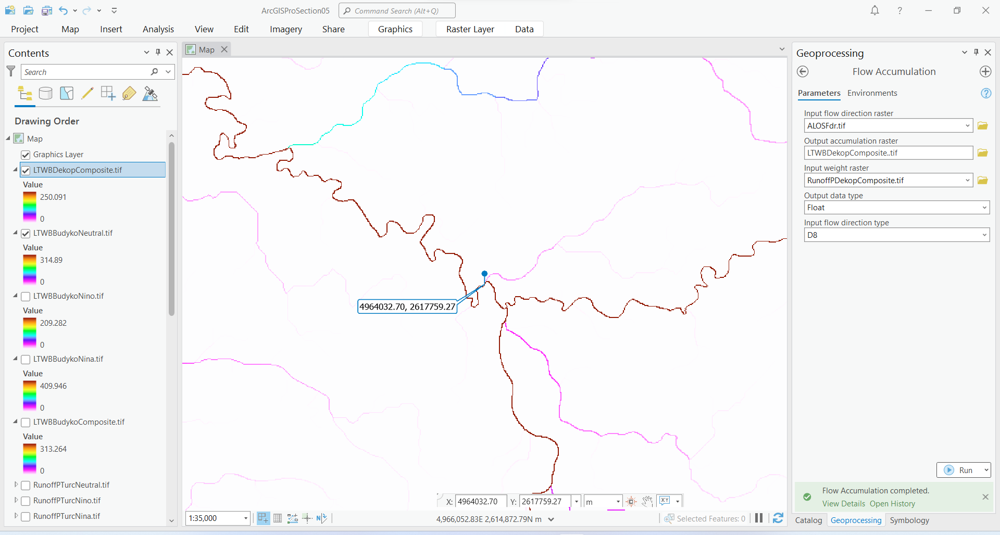 ArcGISProSection05
Command Search (Alt+Q)
Project Map Insert Analysis View Edit Imagery Share Graphics Raster Layer Data
Contents
Search
Drawing Order
Map
Graphics Layer
LTWBDekopComposite.tif
Value
250.091
0
LTWBBudykoNeutral.tif
Value
314.89
0
LTWBBudykoNino.tif
Value
209.282
0
LTWBBudykoNina.tif
Value
409.946
0
LTWBBudykoComposite.tif
Value
313.264
0
RunoffPTurcNeutral.tif
RunoffPTurcNino.tif
RunoffPTurcNina.tif
Map
4964032.70, 2617759.27
X: 4964032.70 Y: 2617759.27 m XY
1:35,000
N
4,966,052.83E 2,614,872.79N m
Selected Features: 0
Geoprocessing
Flow Accumulation
Parameters Environments
Input flow direction raster
ALOSFdr.tif
Output accumulation raster
LTWBDekopComposite..tif
Input weight raster
RunoffPDekopComposite.tif
Output data type
Float
Input flow direction type
D8
Run
Flow Accumulation completed.
View Details Open History
Catalog Geoprocessing Symbology